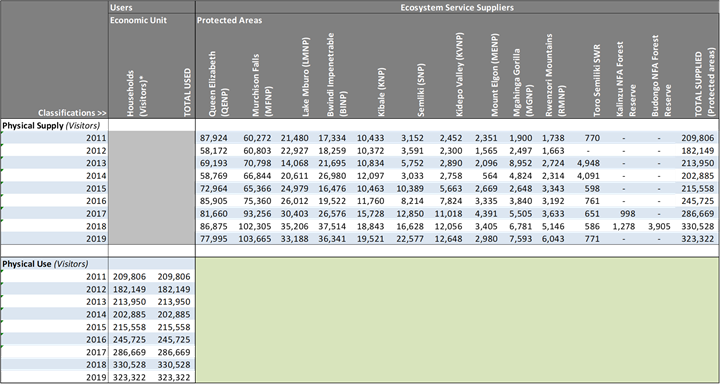 Users Ecosystem Service Suppliers
Economic Unit Protected Areas
Classifications >> Households (Visitors)* TOTAL USED Queen Elizabeth (QENP) Murchison Falls (MFNP) Lake Mburo (LMNP) Bwindi Impenetrable (BINP) Kibale (KNP) Semiliki (SNP) Kidepo Valley (KVNP) Mount Elgon (MENP) Mgahinga Gorilla (MGNP) Rwenzori Mountains (RMNP) Toro Semiliki SWR Kalinzu NFA Forest Reserve Budongo NFA Forest Reserve TOTAL SUPPLIED (Protected areas)
Physical Supply (Visitors)
2011 87,924 60,272 21,480 17,334 10,433 3,152 2,452 2,351 1,900 1,738 770 - - 209,806
2012 58,172 60,803 22,927 18,259 10,372 3,591 2,300 1,565 2,497 1,663 - - - 182,149
2013 69,193 70,798 14,068 21,695 10,834 5,752 2,890 2,096 8,952 2,724 4,948 - - 213,950
2014 58,769 66,844 20,611 26,980 12,097 3,033 2,758 564 4,824 2,314 4,091 - - 202,885
2015 72,964 65,366 24,979 16,476 10,463 10,389 5,663 2,669 2,648 3,343 598 - - 215,558
2016 85,905 75,360 26,012 19,522 11,760 8,214 7,824 3,335 3,840 3,192 761 - - 245,725
2017 81,660 93,256 30,403 26,576 15,728 12,850 11,018 4,391 5,505 3,633 651 998 - 286,669
2018 86,875 102,305 35,206 37,514 18,843 16,628 12,056 3,405 6,781 5,146 586 1,278 3,905 330,528
2019 77,995 103,665 33,188 36,341 19,521 22,577 12,648 2,980 7,593 6,043 771 - - 323,322
Physical Use (Visitors)
2011 209,806 209,806
2012 182,149 182,149
2013 213,950 213,950
2014 202,885 202,885
2015 215,558 215,558
2016 245,725 245,725
2017 286,669 286,669
2018 330,528 330,528
2019 323,322 323,322